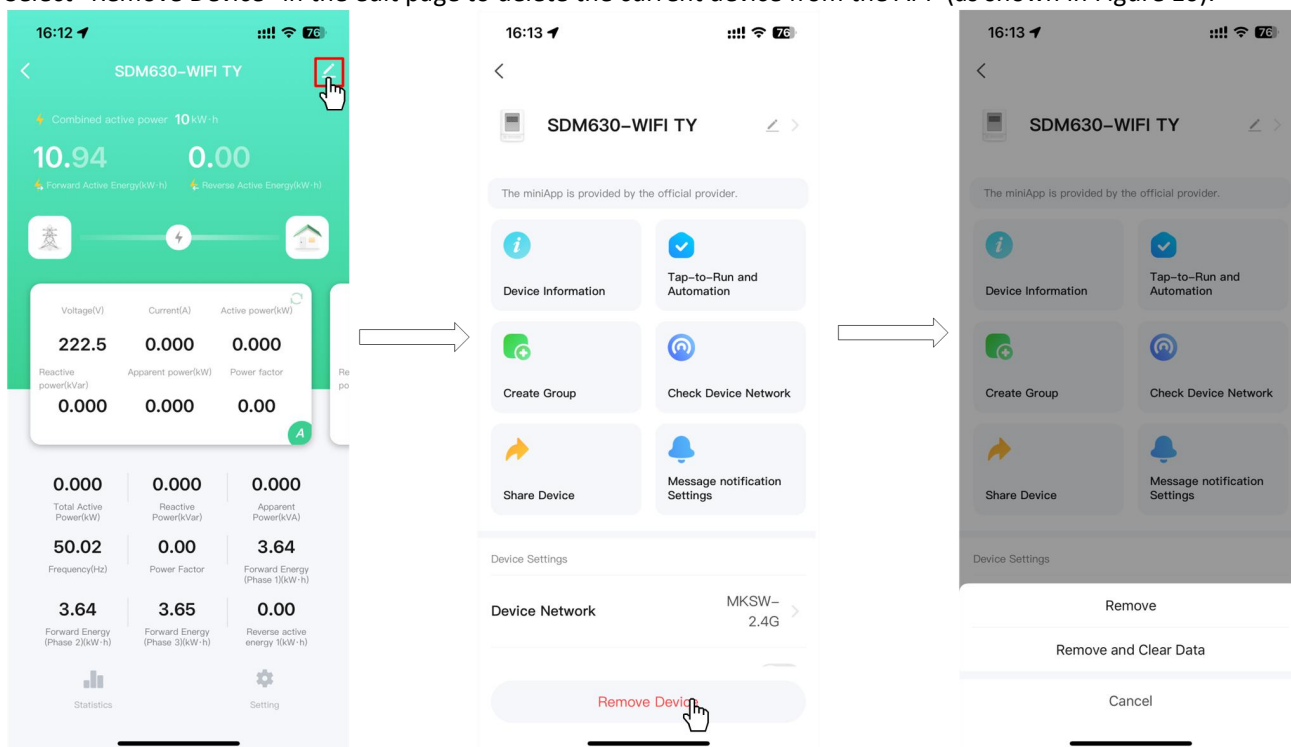 Select "Remove Device" in the edit page to delete the current device from the APP (as shown in Figure
16:12
76
SDM630-WIFI TY
Combined active power 10 kW·h
10.94 0.00
Forward Active Energy(kW·h) Reverse Active Energy(kW·h)
Voltage(V) Current(A) Active power(kW)
222.5 0.000 0.000
Reactive power(kVar) Apparent power(kW) Power factor
0.000 0.000 0.00
A
Re
po
0.000 0.000 0.000
Total Active Power(kW) Reactive Power(kVar) Apparent Power(kVA)
50.02 0.00 3.64
Frequency(Hz) Power Factor Forward Energy (Phase 1)(kW·h)
3.64 3.65 0.00
Forward Energy (Phase 2)(kW·h) Forward Energy (Phase 3)(kW·h) Reverse active energy 1(kW·h)
Statistics Setting
16:13
76
SDM630-WIFI TY
The miniApp is provided by the official provider.
Device Information
Tap-to-Run and
Automation
Create Group
Check Device Network
Share Device
Message notification
Settings
Device Settings
Device Network
MKSW-
2.4G
Remove Device
16:13
76
SDM630-WIFI TY
The miniApp is provided by the official provider.
Device Information
Tap-to-Run and
Automation
Create Group
Check Device Network
Share Device
Message notification
Settings
Device Settings
Remove
Remove and Clear Data
Cancel